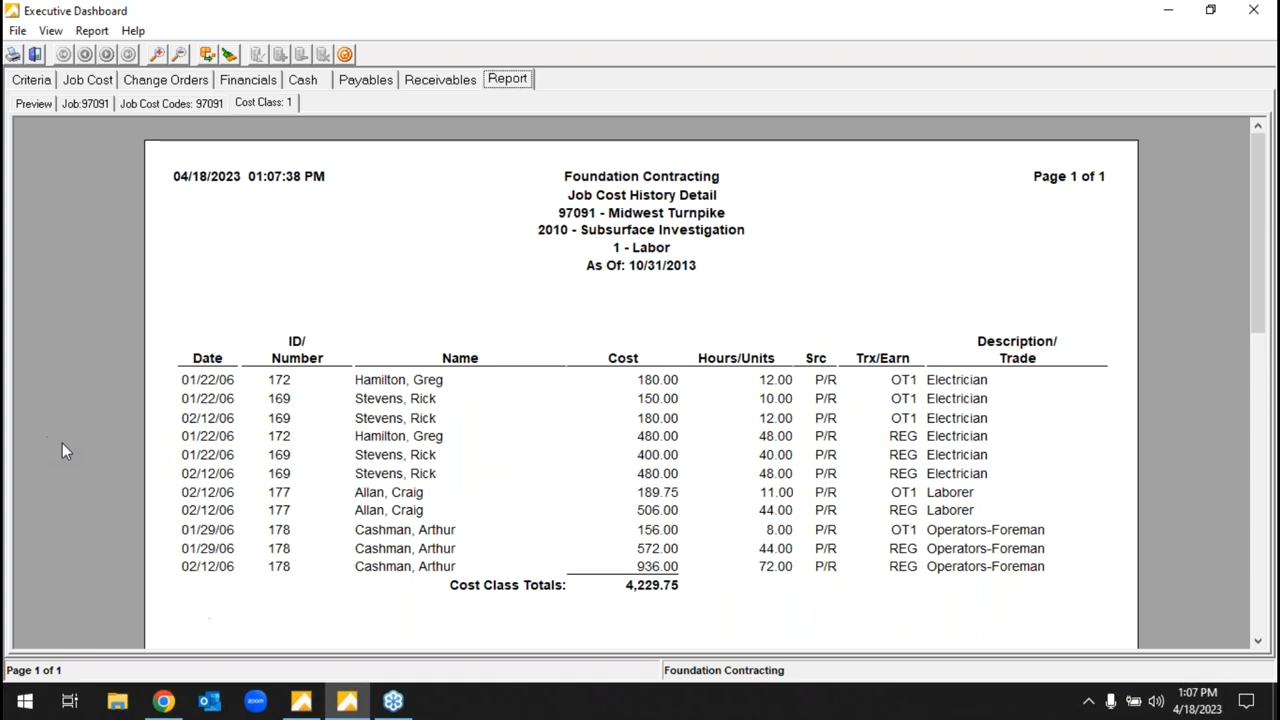 Executive Dashboard
File View Report Help
Criteria Job Cost Change Orders Financials Cash Payables Receivables Report
Preview Job:97091 Job Cost Codes: 97091 Cost Class: 1
04/18/2023 01:07:38 PM Foundation Contracting Page 1 of 1
Job Cost History Detail
97091 - Midwest Turnpike
2010 - Subsurface Investigation
1 - Labor
As Of: 10/31/2013
ID/ Description/
Date Number Name Cost Hours/Units Src Trx/Earn Trade
01/22/06 172 Hamilton, Greg 180.00 12.00 P/R OT1 Electrician
01/22/06 169 Stevens, Rick 150.00 10.00 P/R OT1 Electrician
02/12/06 169 Stevens, Rick 180.00 12.00 P/R OT1 Electrician
01/22/06 172 Hamilton, Greg 480.00 48.00 P/R REG Electrician
01/22/06 169 Stevens, Rick 400.00 40.00 P/R REG Electrician
02/12/06 169 Stevens, Rick 480.00 48.00 P/R REG Electrician
02/12/06 177 Allan, Craig 189.75 11.00 P/R OT1 Laborer
02/12/06 177 Allan, Craig 506.00 44.00 P/R REG Laborer
01/29/06 178 Cashman, Arthur 156.00 8.00 P/R OT1 Operators-Foreman
01/29/06 178 Cashman, Arthur 572.00 44.00 P/R REG Operators-Foreman
02/12/06 178 Cashman, Arthur 936.00 72.00 P/R REG Operators-Foreman
Cost Class Totals: 4,229.75
Page 1 of 1 Foundation Contracting
zoom
1:07 PM
4/18/2023